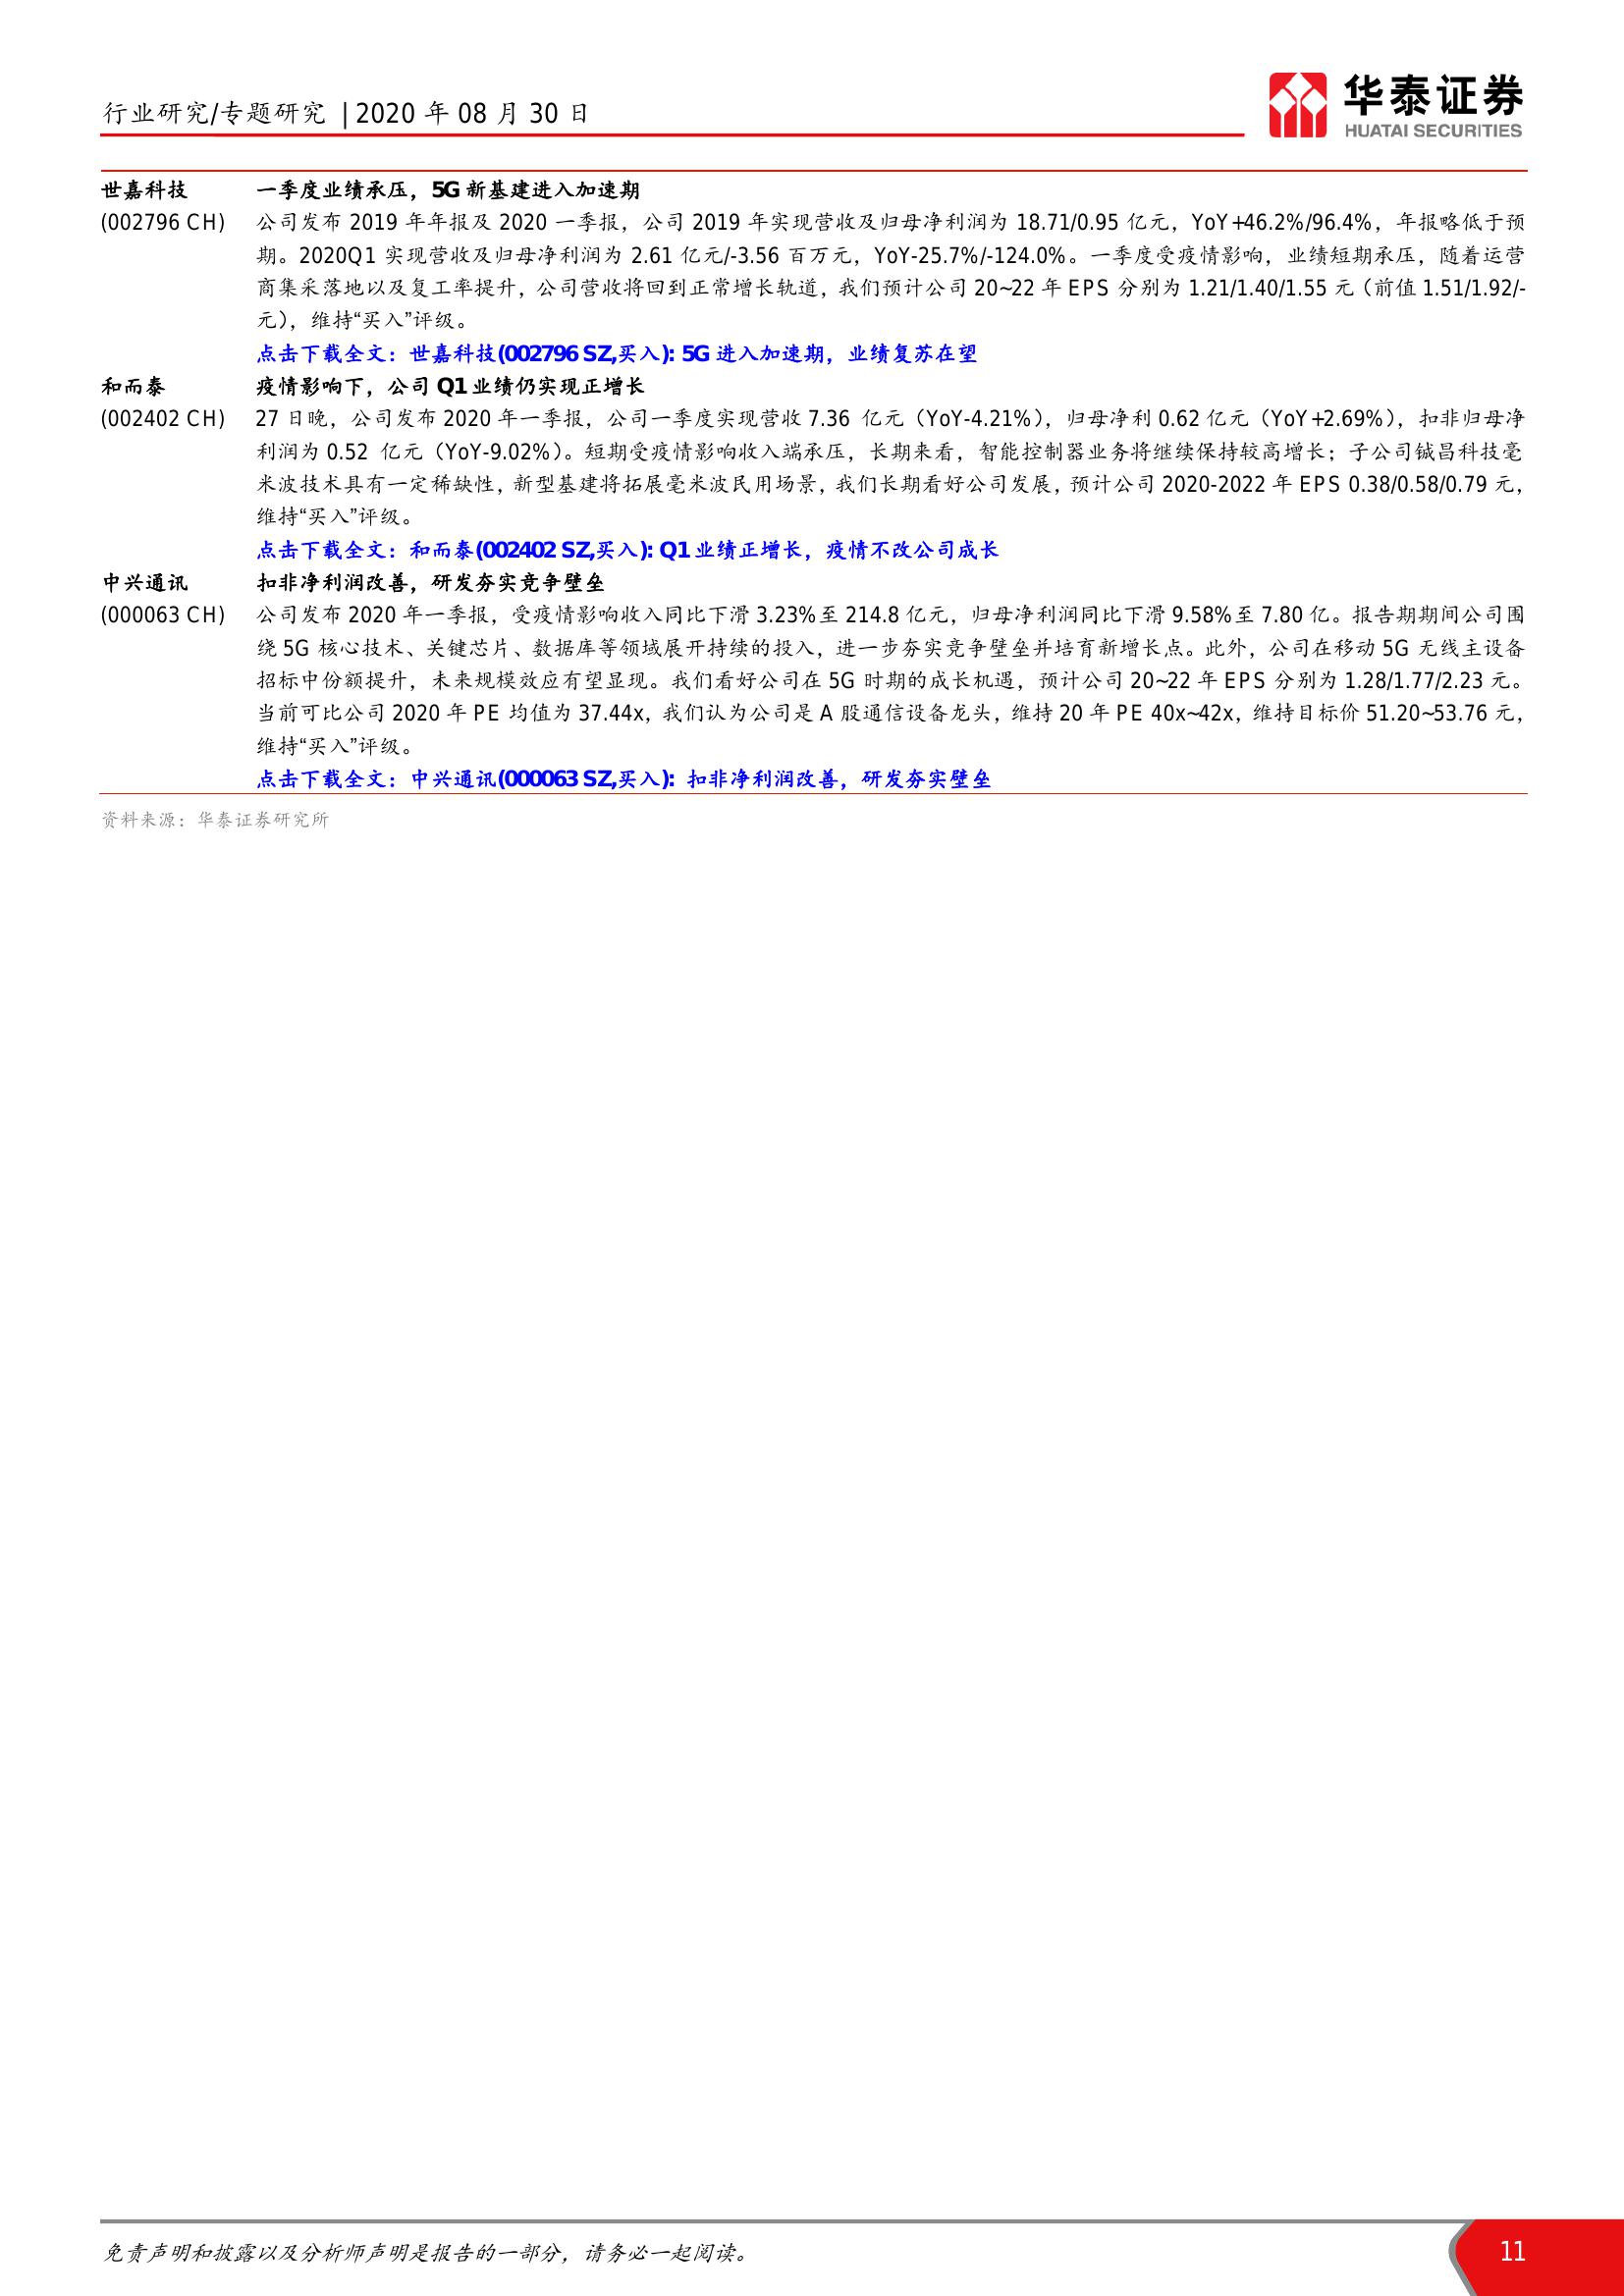 行业研究/专题研究 | 2020 年 08 月 30 日
华泰证券
HUATAI SECURITIES
世嘉科技 一季度业绩承压，5G 新基建进入加速期
(002796 CH) 公司发布 2019 年年报及 2020 一季报，公司 2019 年实现营收及归母净利润为 18.71/0.95 亿元，YoY+46.2%/96.4%，年报略低于预
期。2020Q1 实现营收及归母净利润为 2.61 亿元/-3.56 百万元，YoY-25.7%/-124.0%。一季度受疫情影响，业绩短期承压，随着运营
商集采落地以及复工率提升，公司营收将回到正常增长轨道，我们预计公司 20~22 年 EPS 分别为 1.21/1.40/1.55 元（前值 1.51/1.92/-
元），维持“买入”评级。
点击下载全文：世嘉科技(002796 SZ,买入): 5G 进入加速期，业绩复苏在望
和而泰 疫情影响下，公司 Q1 业绩仍实现正增长
(002402 CH) 27 日晚，公司发布 2020 年一季报，公司一季度实现营收 7.36 亿元（YoY-4.21%），归母净利 0.62 亿元（YoY+2.69%），扣非归母净
利润为 0.52 亿元（YoY-9.02%）。短期受疫情影响收入端承压，长期来看，智能控制器业务将继续保持较高增长；子公司铖昌科技毫
米波技术具有一定稀缺性，新型基建将拓展毫米波民用场景，我们长期看好公司发展，预计公司 2020-2022 年 EPS 0.38/0.58/0.79 元，
维持“买入”评级。
点击下载全文：和而泰(002402 SZ,买入): Q1 业绩正增长，疫情不改公司成长
中兴通讯 扣非净利润改善，研发夯实竞争壁垒
(000063 CH) 公司发布 2020 年一季报，受疫情影响收入同比下滑 3.23%至 214.8 亿元，归母净利润同比下滑 9.58%至 7.80 亿。报告期期间公司围
绕 5G 核心技术、关键芯片、数据库等领域展开持续的投入，进一步夯实竞争壁垒并培育新增长点。此外，公司在移动 5G 无线主设备
招标中份额提升，未来规模效应有望显现。我们看好公司在 5G 时期的成长机遇，预计公司 20~22 年 EPS 分别为 1.28/1.77/2.23 元。
当前可比公司 2020 年 PE 均值为 37.44x，我们认为公司是 A 股通信设备龙头，维持 20 年 PE 40x~42x，维持目标价 51.20~53.76 元，
维持“买入”评级。
点击下载全文：中兴通讯(000063 SZ,买入): 扣非净利润改善，研发夯实壁垒
资料来源：华泰证券研究所
免责声明和披露以及分析师声明是报告的一部分，请务必一起阅读。
11